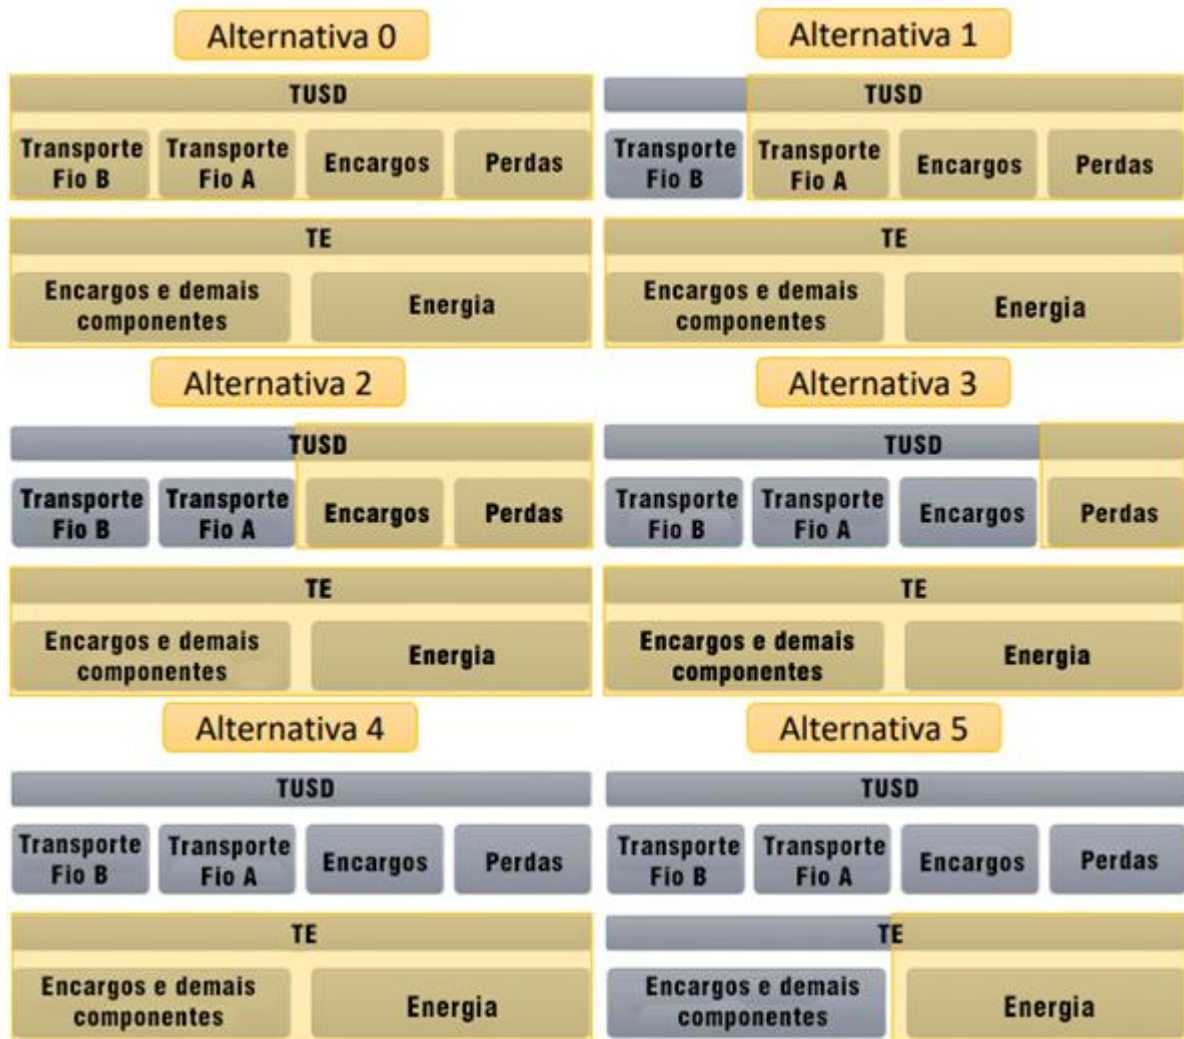 Alternativa 0
TUSD
Transporte
Fio B
Transporte
Fio A
Encargos
Perdas
TE
Encargos e demais
componentes
Energia
Alternativa 1
TUSD
Transporte
Fio B
Transporte
Fio A
Encargos
Perdas
TE
Encargos e demais
componentes
Energia
Alternativa 2
TUSD
Transporte
Fio B
Transporte
Fio A
Encargos
Perdas
TE
Encargos e demais
componentes
Energia
Alternativa 3
TUSD
Transporte
Fio B
Transporte
Fio A
Encargos
Perdas
TE
Encargos e demais
componentes
Energia
Alternativa 4
TUSD
Transporte
Fio B
Transporte
Fio A
Encargos
Perdas
TE
Encargos e demais
componentes
Energia
Alternativa 5
TUSD
Transporte
Fio B
Transporte
Fio A
Encargos
Perdas
TE
Encargos e demais
componentes
Energia